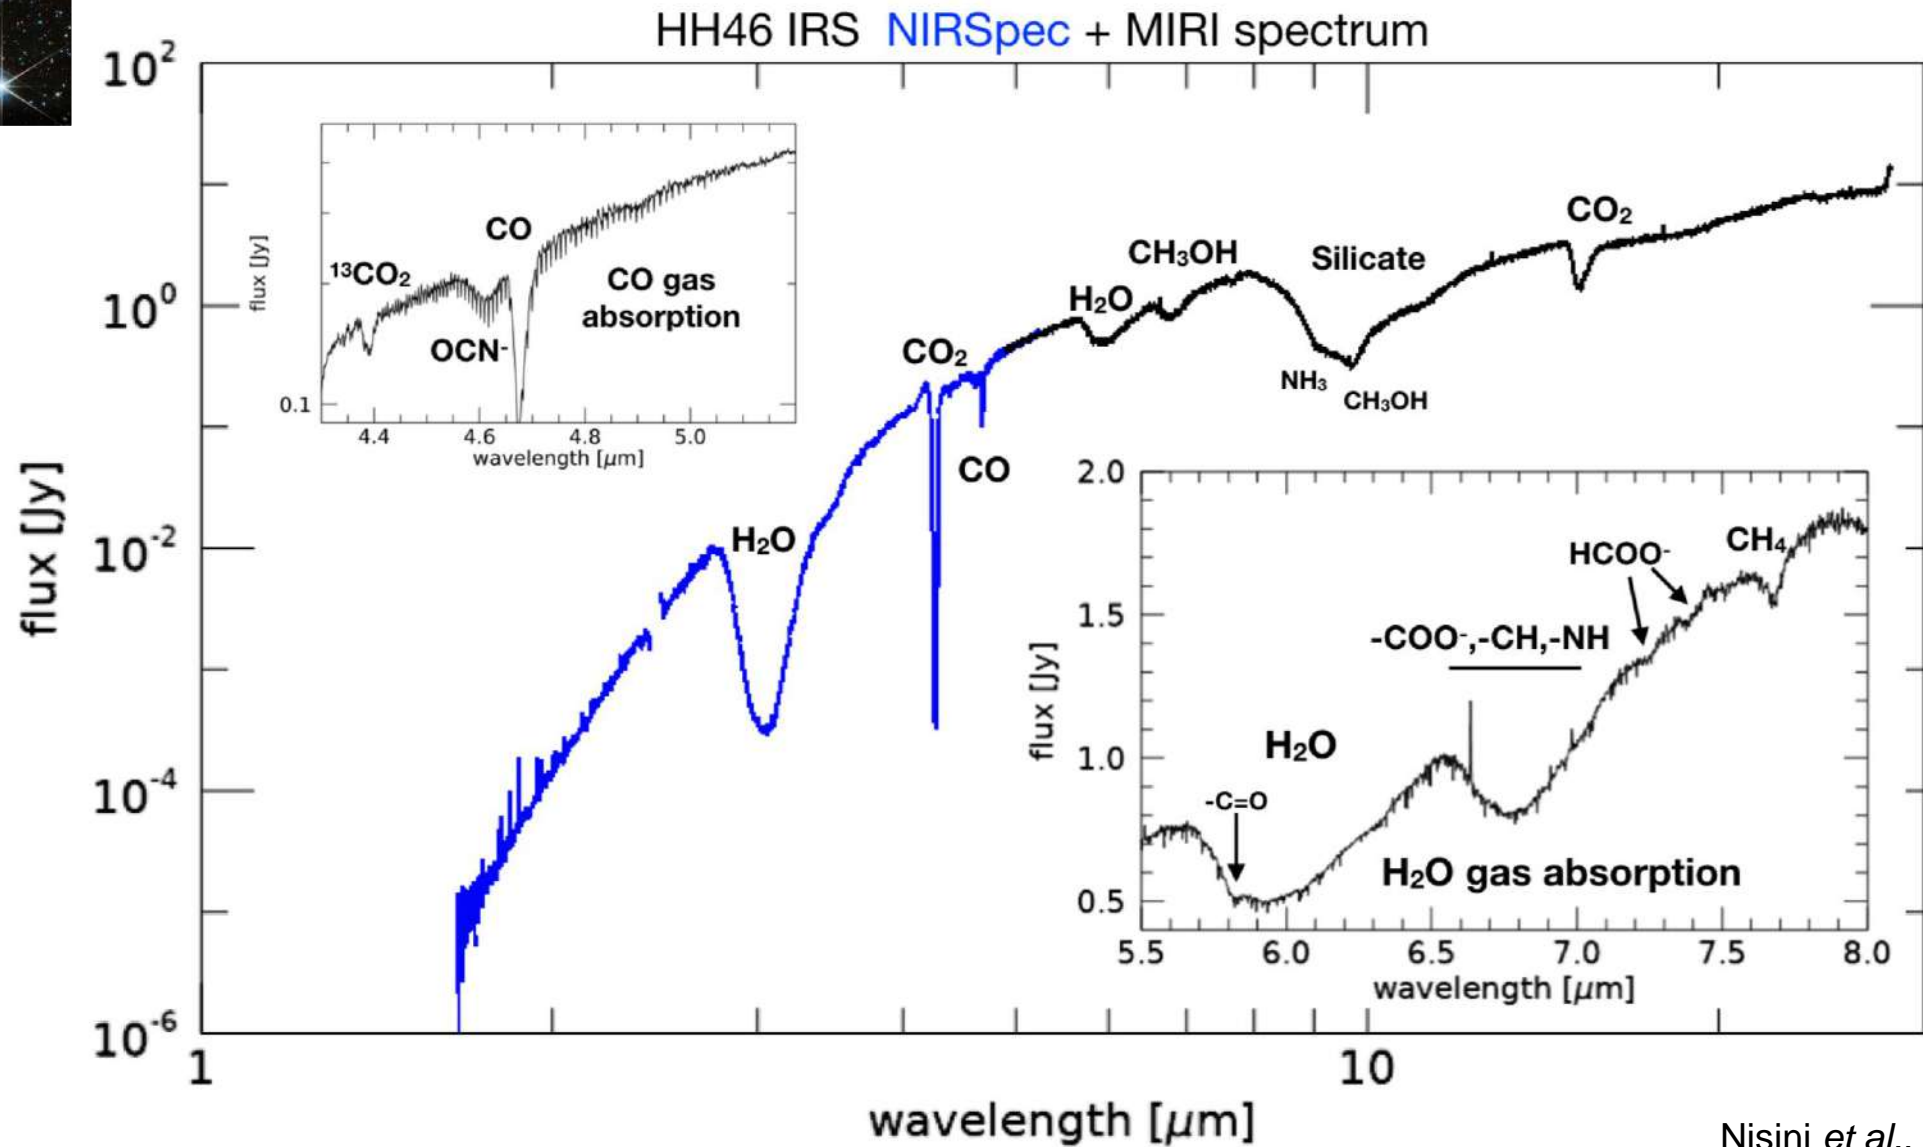 HH46 IRS NIRSpec + MIRI spectrum
10²
10⁰
10⁻²
10⁻⁴
10⁻⁶
flux [Jy]
1
10
wavelength [μm]
flux [Jy]
0.1
¹³CO₂
CO
OCN⁻
CO gas
absorption
4.4 4.6 4.8 5.0
wavelength [μm]
H₂O
CO₂
CO
H₂O
CH₃OH
Silicate
NH₃
CH₃OH
CO₂
2.0
1.5
1.0
0.5
flux [Jy]
HCOO⁻
CH₄
-COO⁻,-CH,-NH
H₂O
-C=O
H₂O gas absorption
5.5 6.0 6.5 7.0 7.5 8.0
wavelength [μm]
Nisini et al.,